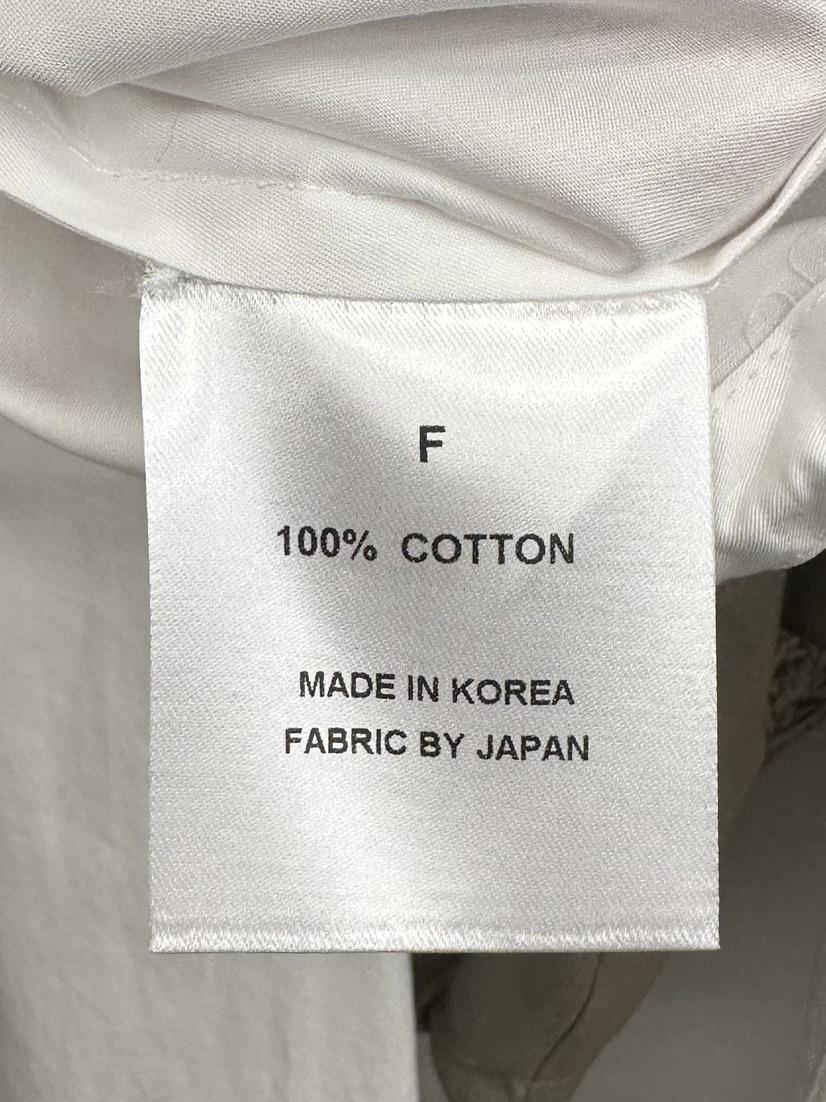 F
100% COTTON
MADE IN KOREA
FABRIC BY JAPAN